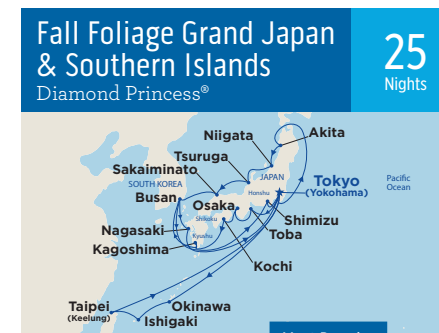 Fall Foliage Grand Japan
& Southern Islands
Diamond Princess®
25
Nights
Niigata
Akita
Tsuruga
Sakaiminato
SOUTH KOREA
JAPAN
Busan
Osaka
Honshu
Tokyo
(Yokohama)
Pacific
Ocean
Shikoku
Nagasaki
Kyushu
Shimizu
Toba
Kagoshima
Kochi
Taipei
(Keelung)
Okinawa
Ishigaki